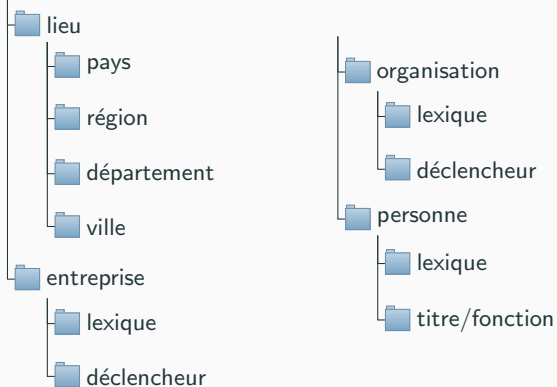 lieu
pays
région
département
ville
entreprise
lexique
déclencheur
organisation
lexique
déclencheur
personne
lexique
titre/fonction